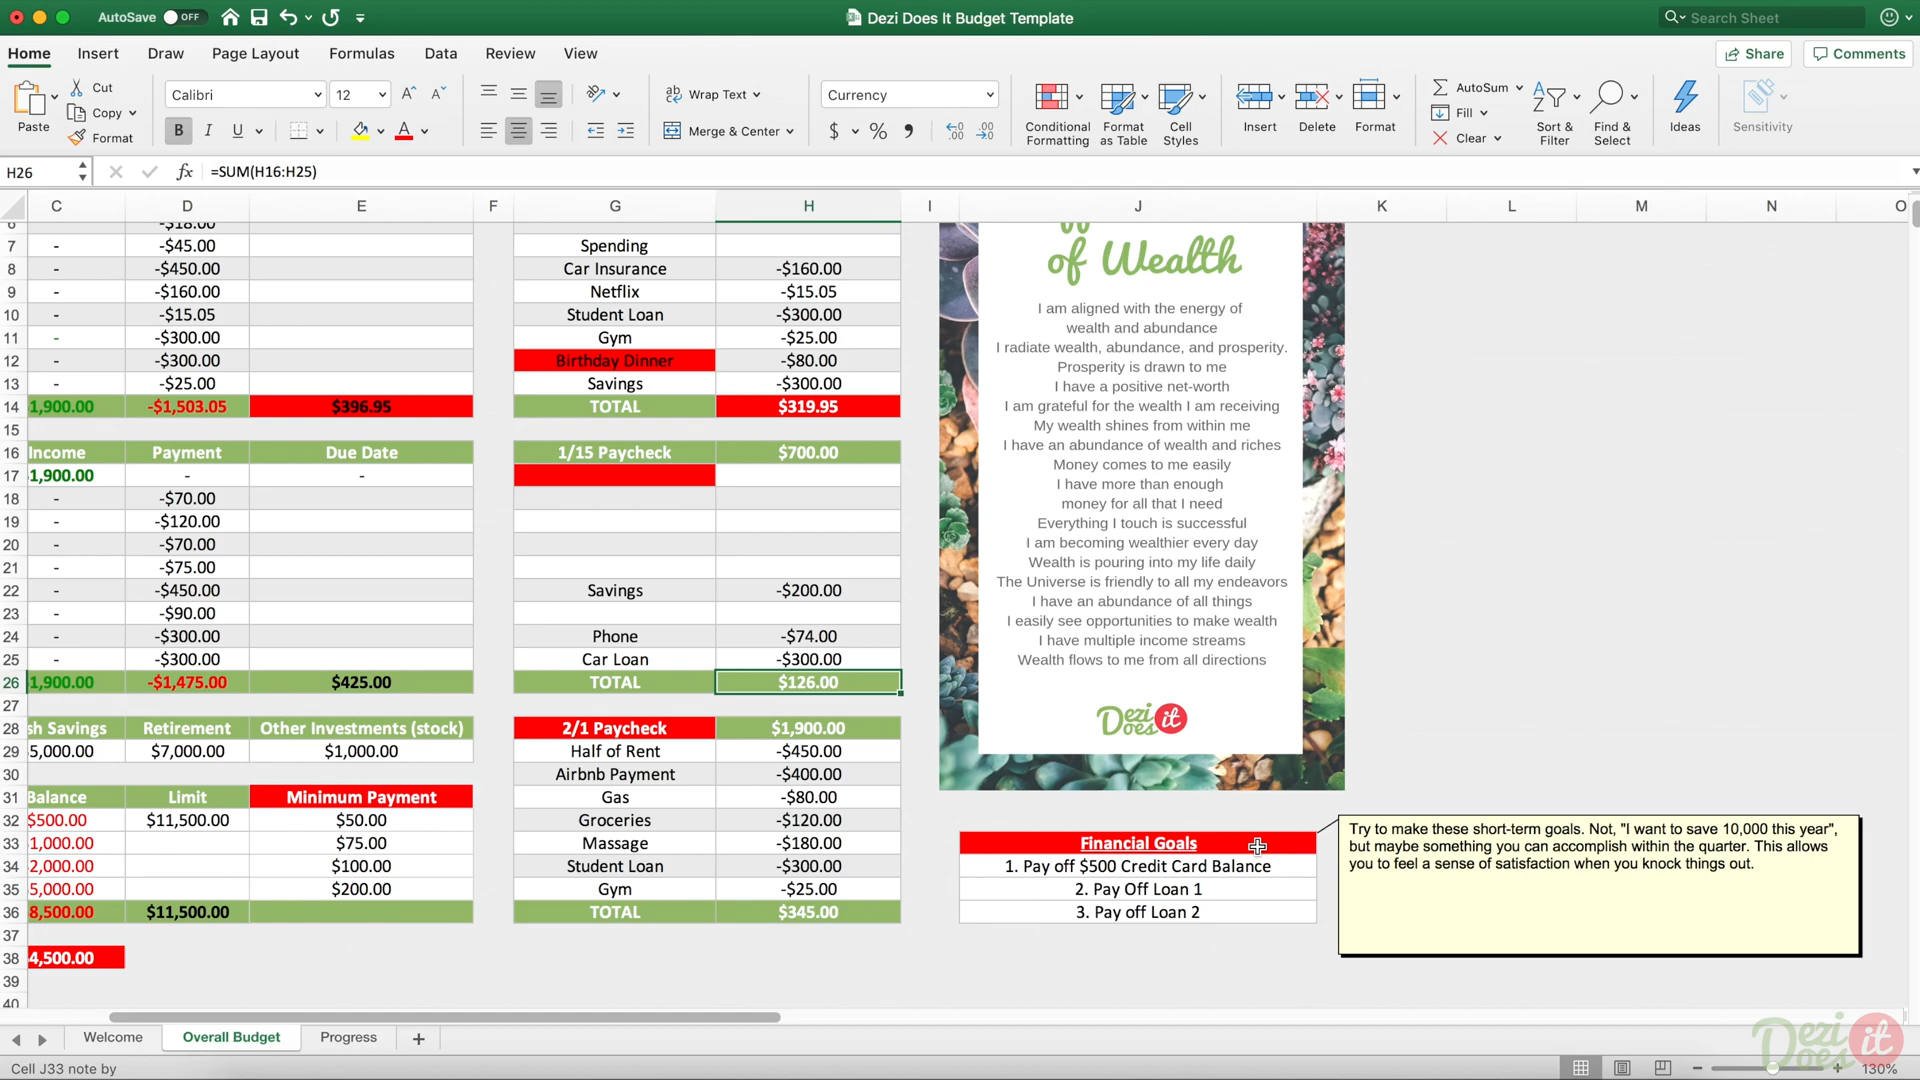 AutoSave OFF
Dezi Does It Budget Template
Search Sheet
Home Insert Draw Page Layout Formulas Data Review View
Share Comments
Paste
Cut
Copy
Format
Calibri 12
B I U
Wrap Text
Merge & Center
Currency
$ % 9
Conditional Formatting
Format as Table
Cell Styles
Insert Delete Format
AutoSum
Fill
Clear
Sort & Filter
Find & Select
Ideas
Sensitivity
H26 fx =SUM(H16:H25)
C D E F G H I J K L M N O
-$18.00
7 - -$45.00 Spending
8 - -$450.00 Car Insurance -$160.00
9 - -$160.00 Netflix -$15.05
10 - -$15.05 Student Loan -$300.00
11 - -$300.00 Gym -$25.00
12 - -$300.00 Birthday Dinner -$80.00
13 - -$25.00 Savings -$300.00
14 1,900.00 -$1,503.05 $396.95 TOTAL $319.95
15
16 Income Payment Due Date 1/15 Paycheck $700.00
17 1,900.00 - -
18 - -$70.00
19 - -$120.00
20 - -$70.00
21 - -$75.00
22 - -$450.00 Savings -$200.00
23 - -$90.00
24 - -$300.00 Phone -$74.00
25 - -$300.00 Car Loan -$300.00
26 1,900.00 -$1,475.00 $425.00 TOTAL $126.00
27
28 sh Savings Retirement Other Investments (stock) 2/1 Paycheck $1,900.00
29 5,000.00 $7,000.00 $1,000.00 Half of Rent -$450.00
30 Airbnb Payment -$400.00
31 Balance Limit Minimum Payment Gas -$80.00
32 $500.00 $11,500.00 $50.00 Groceries -$120.00
33 1,000.00 $75.00 Massage -$180.00
34 2,000.00 $100.00 Student Loan -$300.00
35 5,000.00 $200.00 Gym -$25.00
36 8,500.00 $11,500.00 TOTAL $345.00
37
38 4,500.00
39
40
of Wealth
I am aligned with the energy of
wealth and abundance
I radiate wealth, abundance, and prosperity.
Prosperity is drawn to me
I have a positive net-worth
I am grateful for the wealth I am receiving
My wealth shines from within me
I have an abundance of wealth and riches
Money comes to me easily
I have more than enough
money for all that I need
Everything I touch is successful
I am becoming wealthier every day
Wealth is pouring into my life daily
The Universe is friendly to all my endeavors
I have an abundance of all things
I easily see opportunities to make wealth
I have multiple income streams
Wealth flows to me from all directions
Dezi Does it
Financial Goals
1. Pay off $500 Credit Card Balance
2. Pay Off Loan 1
3. Pay off Loan 2
Try to make these short-term goals. Not, "I want to save 10,000 this year",
but maybe something you can accomplish within the quarter. This allows
you to feel a sense of satisfaction when you knock things out.
Welcome Overall Budget Progress +
Cell J33 note by
130%
Dezi Does it